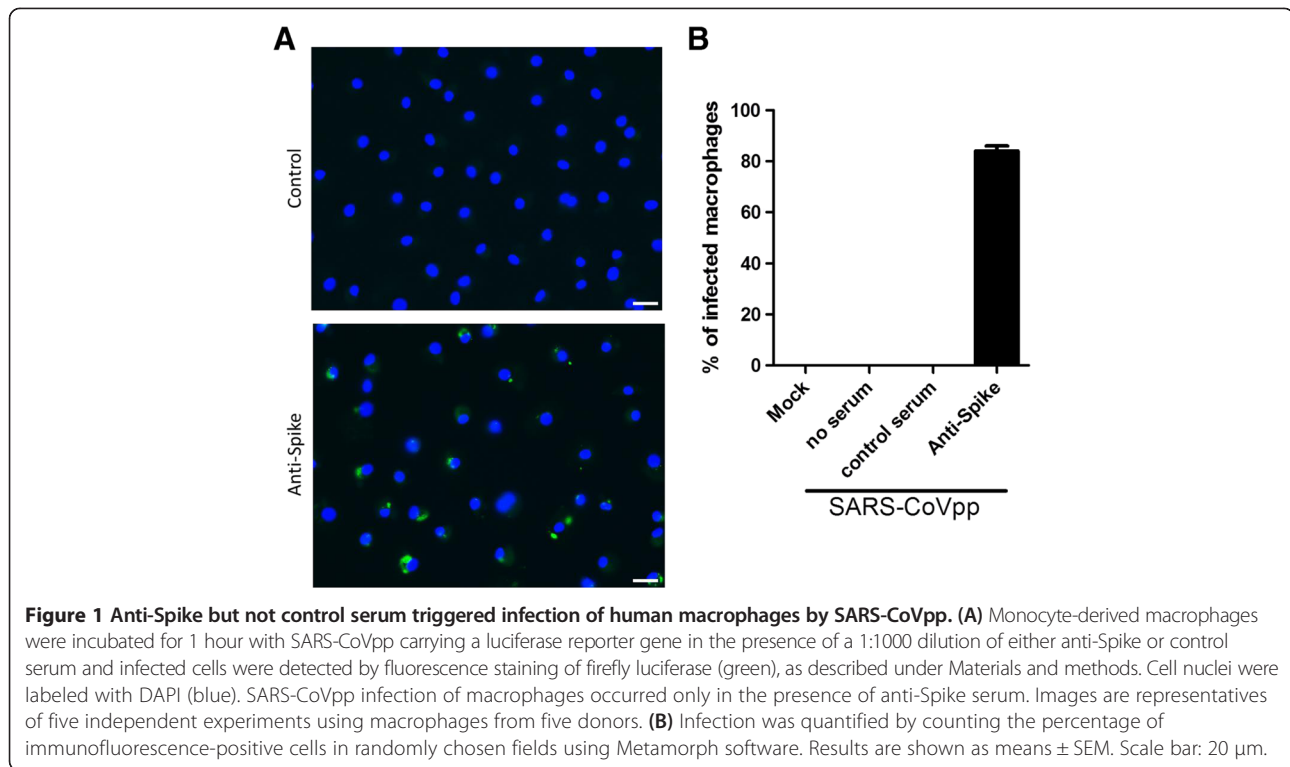 A
Control
Anti-Spike
B
% of infected macrophages
100
80
60
40
20
0
Mock
no serum
control serum
Anti-Spike
SARS-CoVpp
Figure 1 Anti-Spike but not control serum triggered infection of human macrophages by SARS-CoVpp. (A) Monocyte-derived macrophages
were incubated for 1 hour with SARS-CoVpp carrying a luciferase reporter gene in the presence of a 1:1000 dilution of either anti-Spike or control
serum and infected cells were detected by fluorescence staining of firefly luciferase (green), as described under Materials and methods. Cell nuclei were
labeled with DAPI (blue). SARS-CoVpp infection of macrophages occurred only in the presence of anti-Spike serum. Images are representatives
of five independent experiments using macrophages from five donors. (B) Infection was quantified by counting the percentage of
immunofluorescence-positive cells in randomly chosen fields using Metamorph software. Results are shown as means ± SEM. Scale bar: 20 μm.